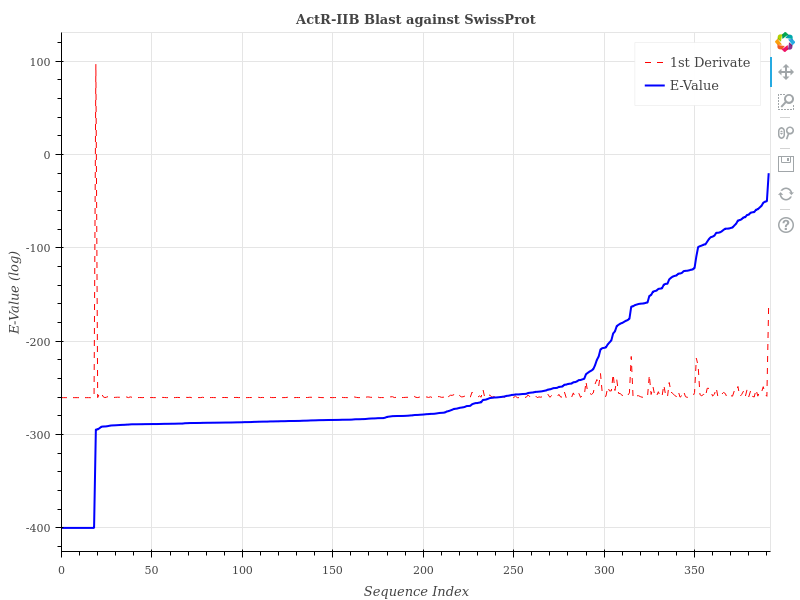 ActR-IIB Blast against SwissProt
1st Derivate
E-Value
100
0
-100
-200
-300
-400
E-Value (log)
0
50
100
150
200
250
300
350
Sequence Index